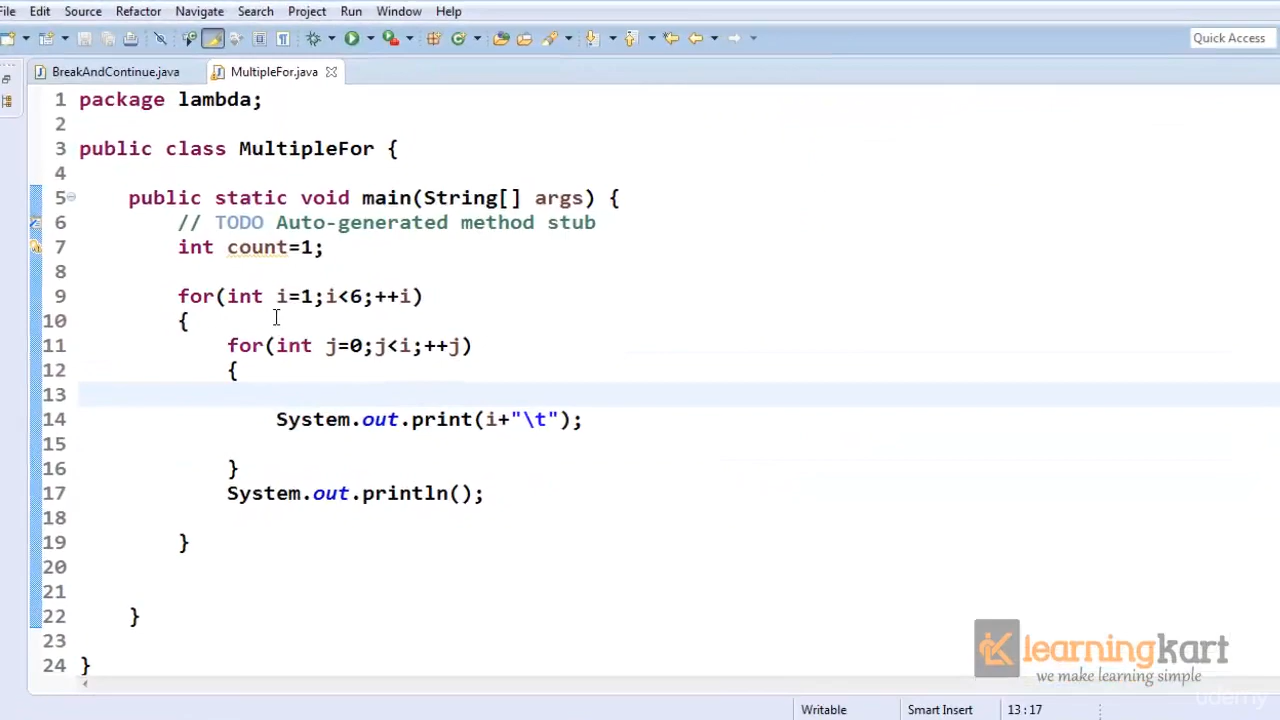 File Edit Source Refactor Navigate Search Project Run Window Help
Quick Access
BreakAndContinue.java MultipleFor.java
1 package lambda;
2
3 public class MultipleFor {
4
5 public static void main(String[] args) {
6 // TODO Auto-generated method stub
7 int count=1;
8
9 for(int i=1;i<6;++i)
10 {
11 for(int j=0;j<i;++j)
12 {
13
14 System.out.print(i+"\t");
15
16 }
17 System.out.println();
18
19 }
20
21
22 }
23
24 }
learningkart
we make learning simple
udemy
Writable Smart Insert 13:17